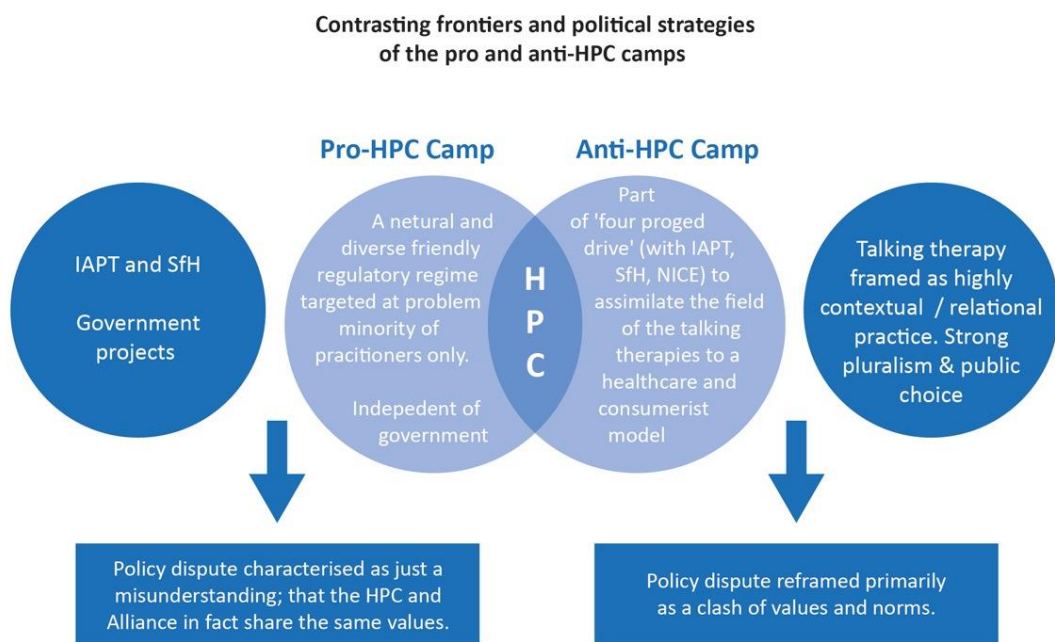 Contrasting frontiers and political strategies
of the pro and anti-HPC camps
Pro-HPC Camp
Anti-HPC Camp
IAPT and SfH
Government
projects
A netural and
diverse friendly
regulatory regime
targeted at problem
minority of
pracitioners only.
Indepedent of
government
H
P
C
Part
of 'four proged
drive' (with IAPT,
SfH, NICE) to
assimilate the field
of the talking
therapies to a
healthcare and
consumerist
model
Talking therapy
framed as highly
contextual / relational
practice. Strong
pluralism & public
choice
Policy dispute characterised as just a
misunderstanding; that the HPC and
Alliance in fact share the same values.
Policy dispute reframed primarily
as a clash of values and norms.